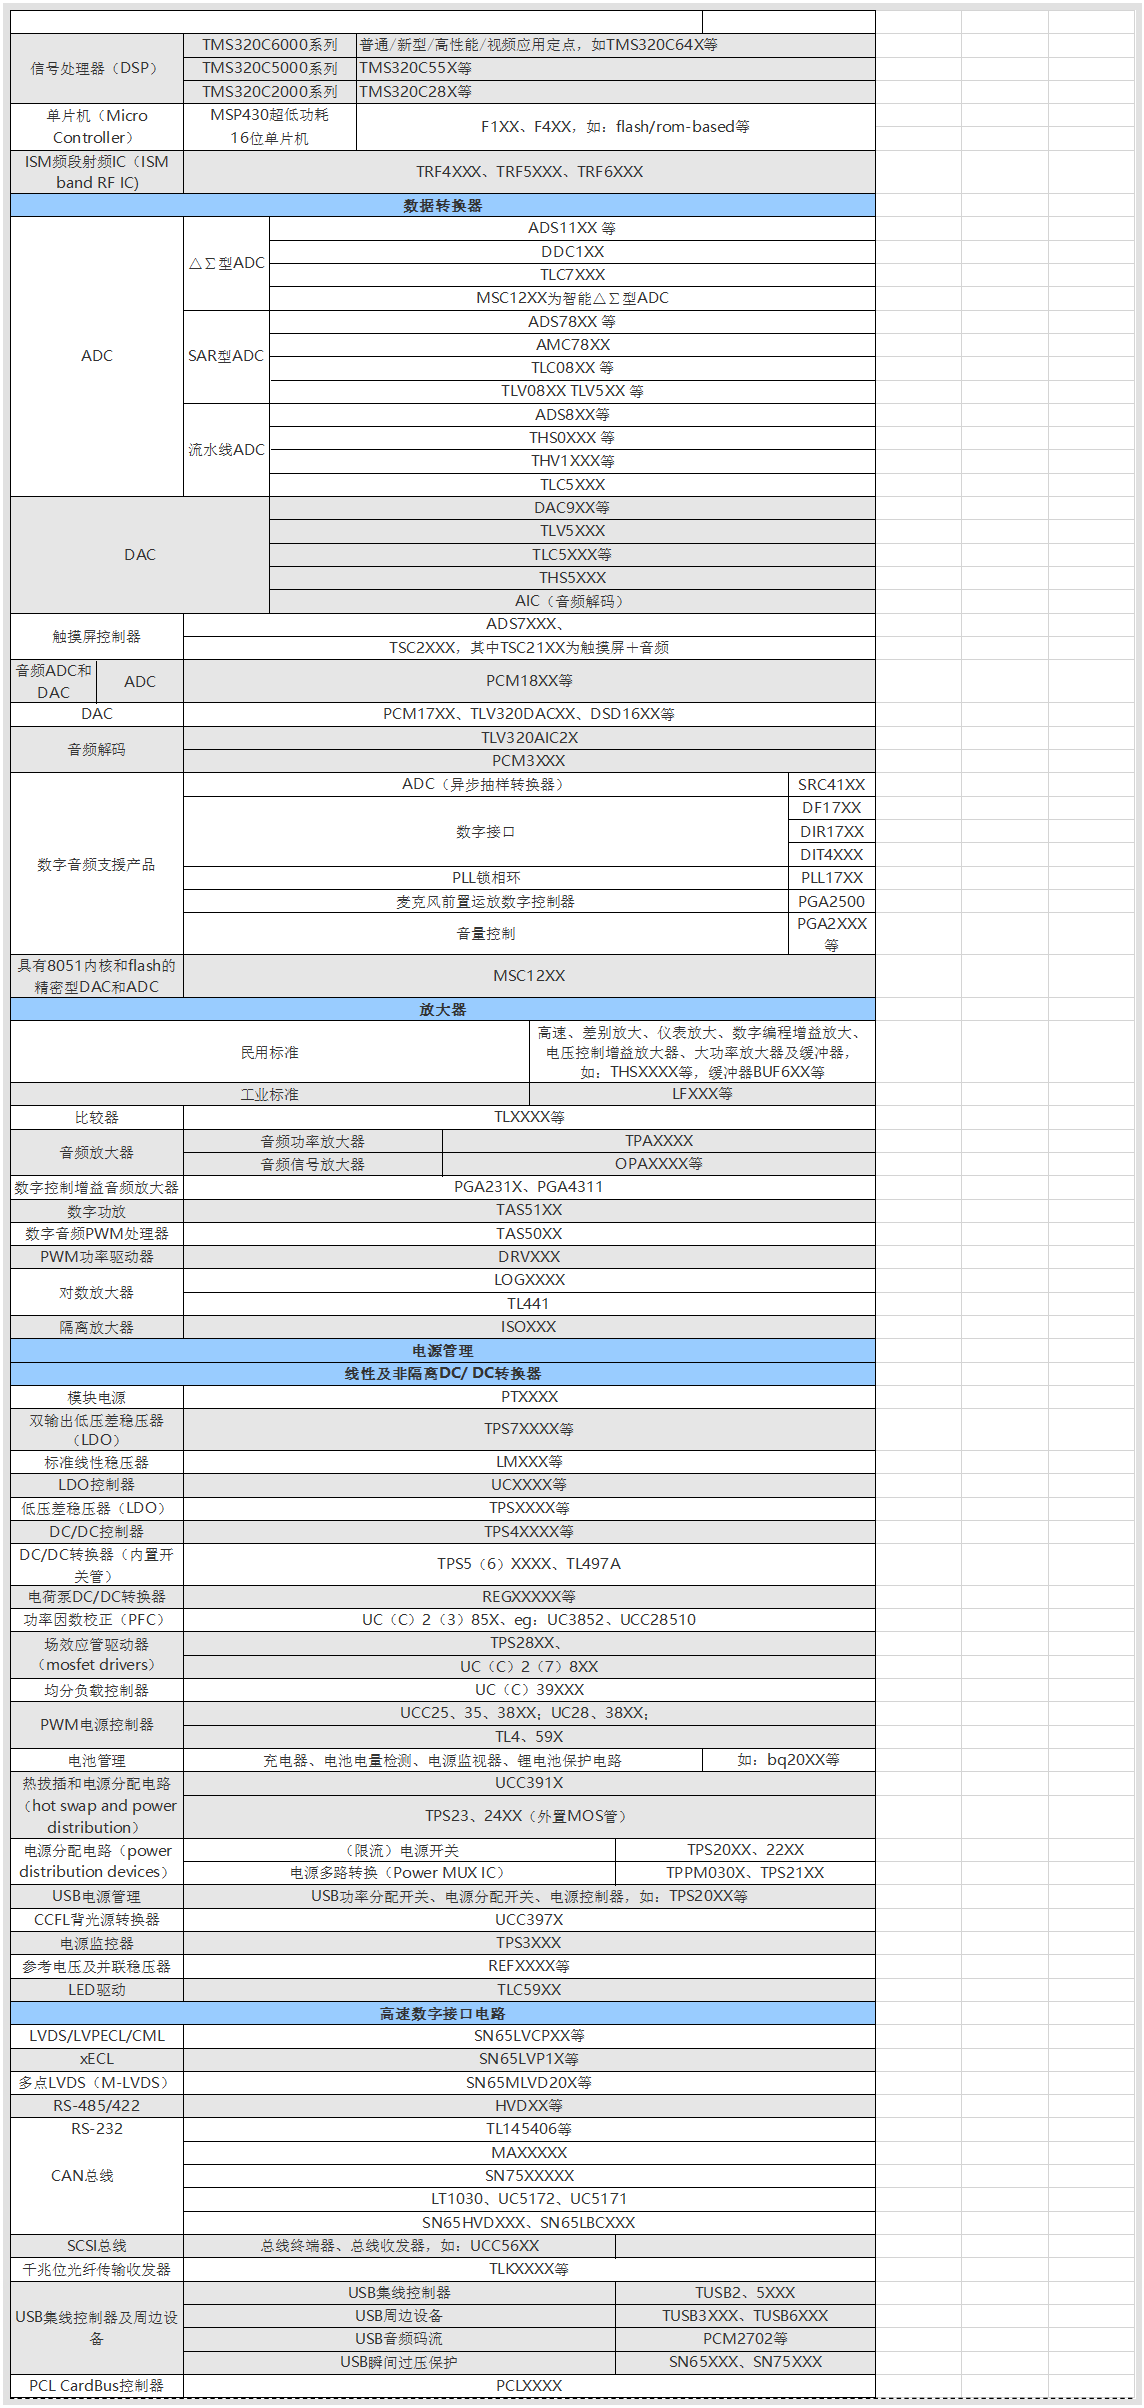 信号处理器（DSP）
TMS320C6000系列
普通/新型/高性能/视频应用定点，如TMS320C64X等
TMS320C5000系列
TMS320C55X等
TMS320C2000系列
TMS320C28X等
单片机（Micro
Controller）
MSP430超低功耗
16位单片机
F1XX、F4XX，如：flash/rom-based等
ISM频段射频IC（ISM
band RF IC)
TRF4XXX、TRF5XXX、TRF6XXX
数据转换器
ADC
△∑型ADC
ADS11XX 等
DDC1XX
TLC7XXX
MSC12XX为智能△∑型ADC
SAR型ADC
ADS78XX 等
AMC78XX
TLC08XX 等
TLV08XX TLV5XX 等
流水线ADC
ADS8XX等
THS0XXX 等
THV1XXX等
TLC5XXX
DAC
DAC9XX等
TLV5XXX
TLC5XXX等
THS5XXX
AIC（音频解码）
触摸屏控制器
ADS7XXX、
TSC2XXX，其中TSC21XX为触摸屏＋音频
音频ADC和
DAC
ADC
PCM18XX等
DAC
PCM17XX、TLV320DACXX、DSD16XX等
音频解码
TLV320AIC2X
PCM3XXX
数字音频支援产品
ADC（异步抽样转换器）
SRC41XX
数字接口
DF17XX
DIR17XX
DIT4XXX
PLL锁相环
PLL17XX
麦克风前置运放数字控制器
PGA2500
音量控制
PGA2XXX
等
具有8051内核和flash的
精密型DAC和ADC
MSC12XX
放大器
民用标准
高速、差别放大、仪表放大、数字编程增益放大、
电压控制增益放大器、大功率放大器及缓冲器，
如：THSXXXX等，缓冲器BUF6XX等
工业标准
LFXXX等
比较器
TLXXXX等
音频放大器
音频功率放大器
TPAXXXX
音频信号放大器
OPAXXXX等
数字控制增益音频放大器
PGA231X、PGA4311
数字功放
TAS51XX
数字音频PWM处理器
TAS50XX
PWM功率驱动器
DRVXXX
对数放大器
LOGXXXX
TL441
隔离放大器
ISOXXX
电源管理
线性及非隔离DC/ DC转换器
模块电源
PTXXXX
双输出低压差稳压器
（LDO）
TPS7XXXX等
标准线性稳压器
LMXXX等
LDO控制器
UCXXXX等
低压差稳压器（LDO）
TPSXXXX等
DC/DC控制器
TPS4XXXX等
DC/DC转换器（内置开
关管）
TPS5（6）XXXX、TL497A
电荷泵DC/DC转换器
REGXXXXX等
功率因数校正（PFC）
UC（C）2（3）85X、eg：UC3852、UCC28510
场效应管驱动器
（mosfet drivers）
TPS28XX、
UC（C）2（7）8XX
均分负载控制器
UC（C）39XXX
PWM电源控制器
UCC25、35、38XX；UC28、38XX；
TL4、59X
电池管理
充电器、电池电量检测、电源监视器、锂电池保护电路
如：bq20XX等
热拔插和电源分配电路
（hot swap and power
distribution）
UCC391X
TPS23、24XX（外置MOS管）
电源分配电路（power
distribution devices）
（限流）电源开关
TPS20XX、22XX
电源多路转换（Power MUX IC）
TPPM030X、TPS21XX
USB电源管理
USB功率分配开关、电源分配开关、电源控制器，如：TPS20XX等
CCFL背光源转换器
UCC397X
电源监控器
TPS3XXX
参考电压及并联稳压器
REFXXXX等
LED驱动
TLC59XX
高速数字接口电路
LVDS/LVPECL/CML
SN65LVCPXX等
xECL
SN65LVP1X等
多点LVDS（M-LVDS）
SN65MLVD20X等
RS-485/422
HVDXX等
RS-232
TL145406等
MAXXXXX
CAN总线
SN75XXXXX
LT1030、UC5172、UC5171
SN65HVDXXX、SN65LBCXXX
SCSI总线
总线终端器、总线收发器，如：UCC56XX
千兆位光纤传输收发器
TLKXXXX等
USB集线控制器及周边设
备
USB集线控制器
TUSB2、5XXX
USB周边设备
TUSB3XXX、TUSB6XXX
USB音频码流
PCM2702等
USB瞬间过压保护
SN65XXX、SN75XXX
PCL CardBus控制器
PCLXXXX